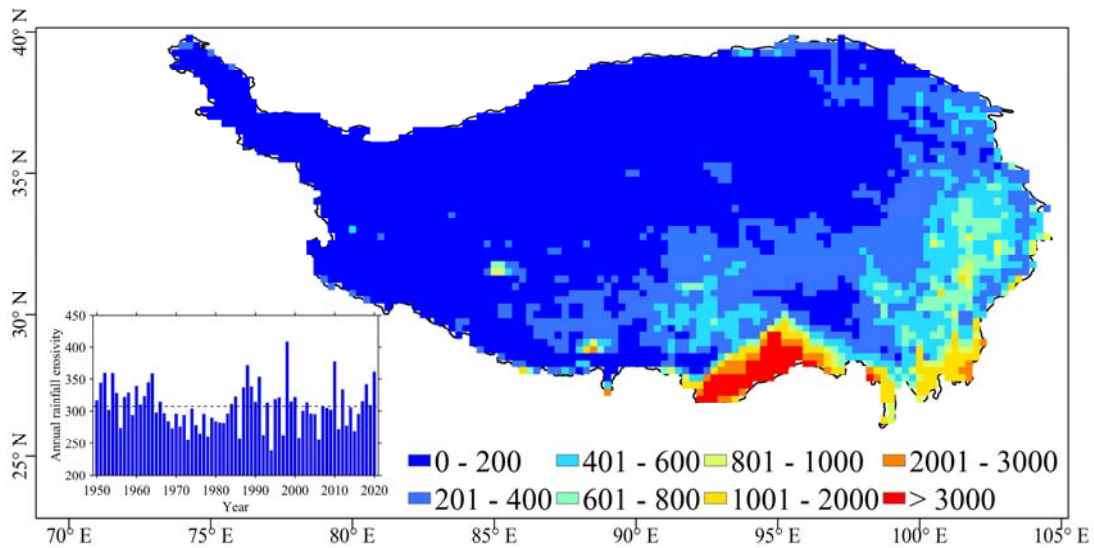 40° N
35° N
30° N
25° N
450
400
350
300
250
200
Annual rainfall erosivity
1950 1960 1970 1980 1990 2000 2010 2020
Year
0 - 200 401 - 600 801 - 1000 2001 - 3000
201 - 400 601 - 800 1001 - 2000 > 3000
70° E 75° E 80° E 85° E 90° E 95° E 100° E 105° E